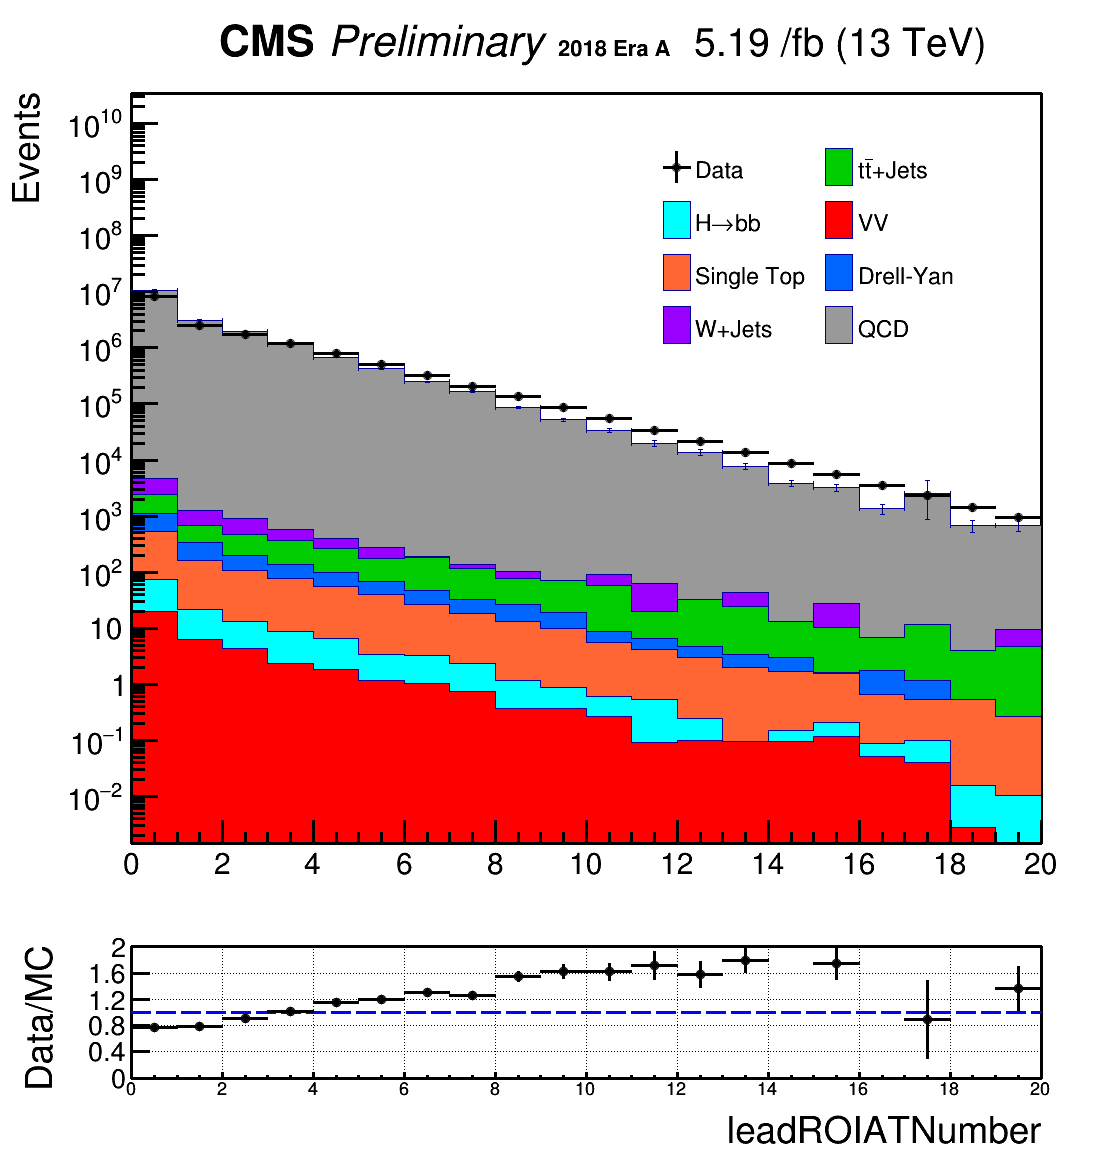 CMS Preliminary 2018 Era A 5.19 /fb (13 TeV)
Events
10^10
10^9
10^8
10^7
10^6
10^5
10^4
10^3
10^2
10
1
10^−1
10^−2
Data
tt̄+Jets
H→bb
VV
Single Top
Drell-Yan
W+Jets
QCD
0 2 4 6 8 10 12 14 16 18 20
Data/MC
2
1.6
1.2
0.8
0.4
0
0 2 4 6 8 10 12 14 16 18 20
leadROIATNumber